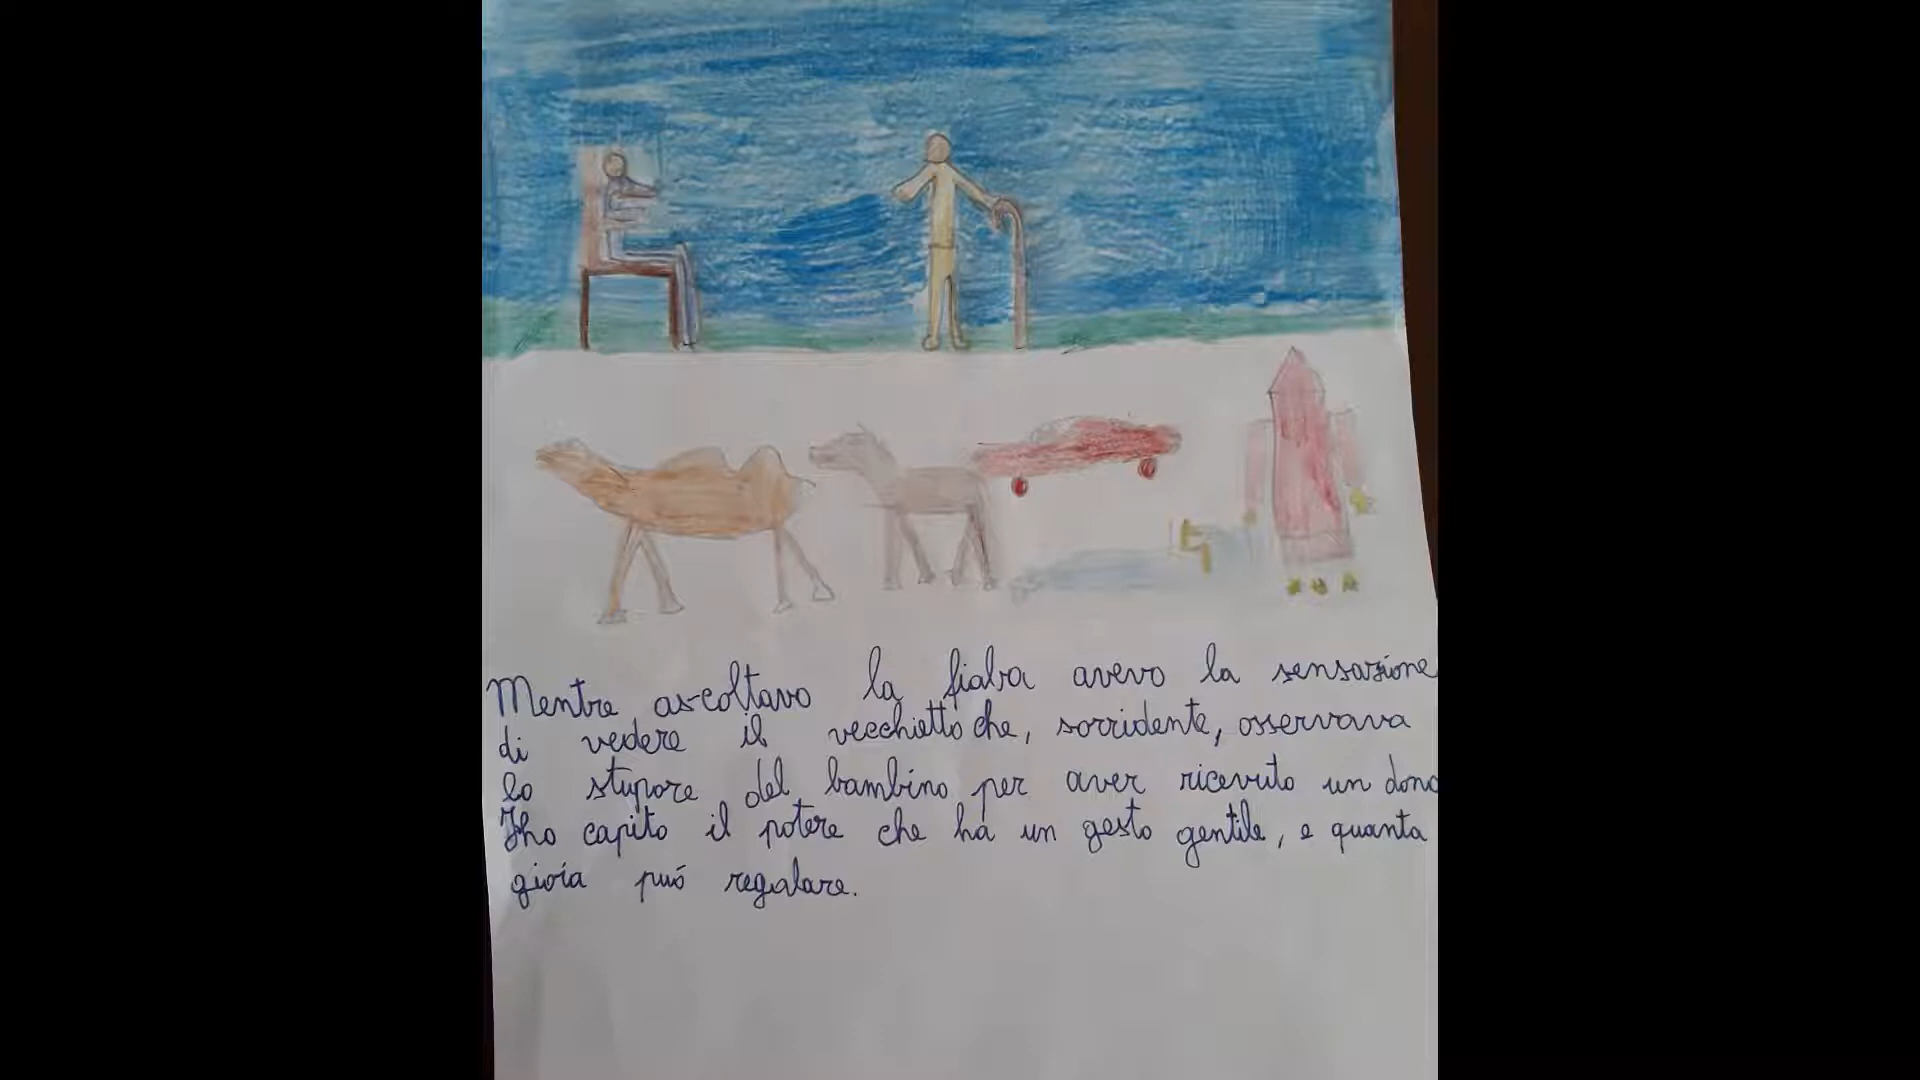 Mentre ascoltavo la fiaba avevo la sensazione
di vedere il vecchietto che, sorridente, osservava
lo stupore del bambino per aver ricevuto un dono
Ho capito il potere che ha un gesto gentile, e quanta
gioia può regalare.